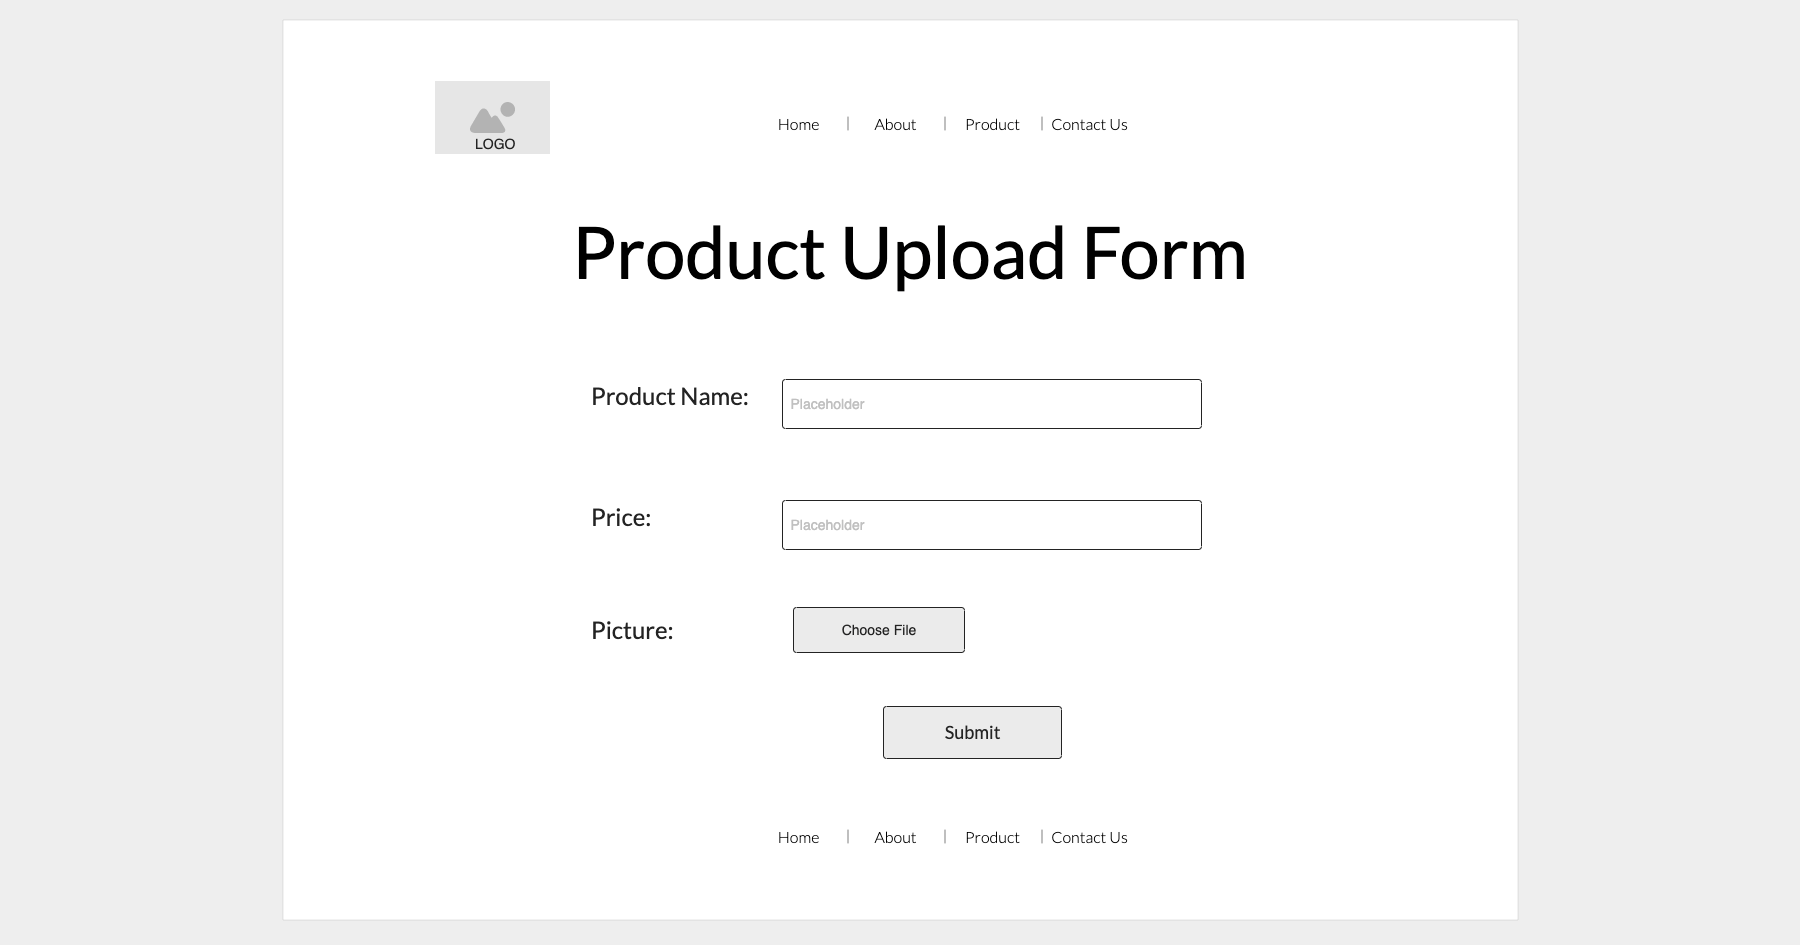 LOGO
Home | About | Product | Contact Us
Product Upload Form
Product Name: Placeholder
Price: Placeholder
Picture: Choose File
Submit
Home | About | Product | Contact Us